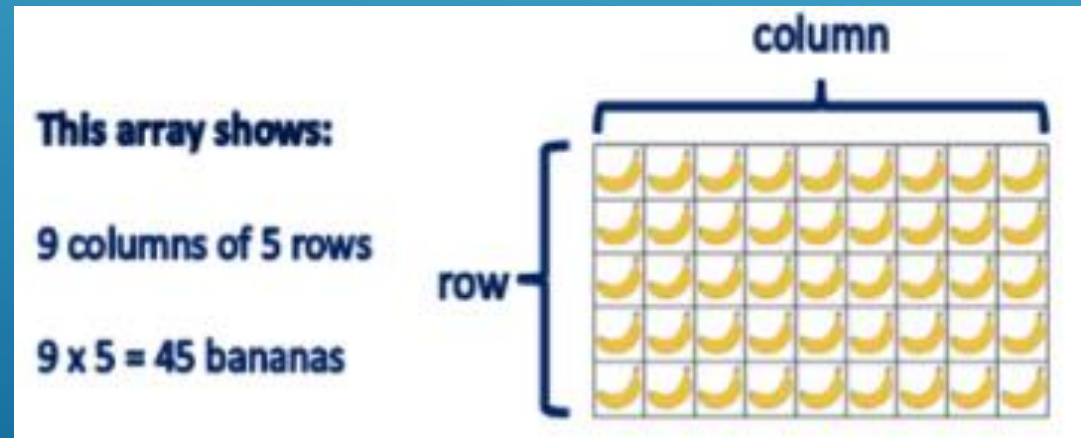 column
This array shows:
9 columns of 5 rows
row
9 x 5 = 45 bananas